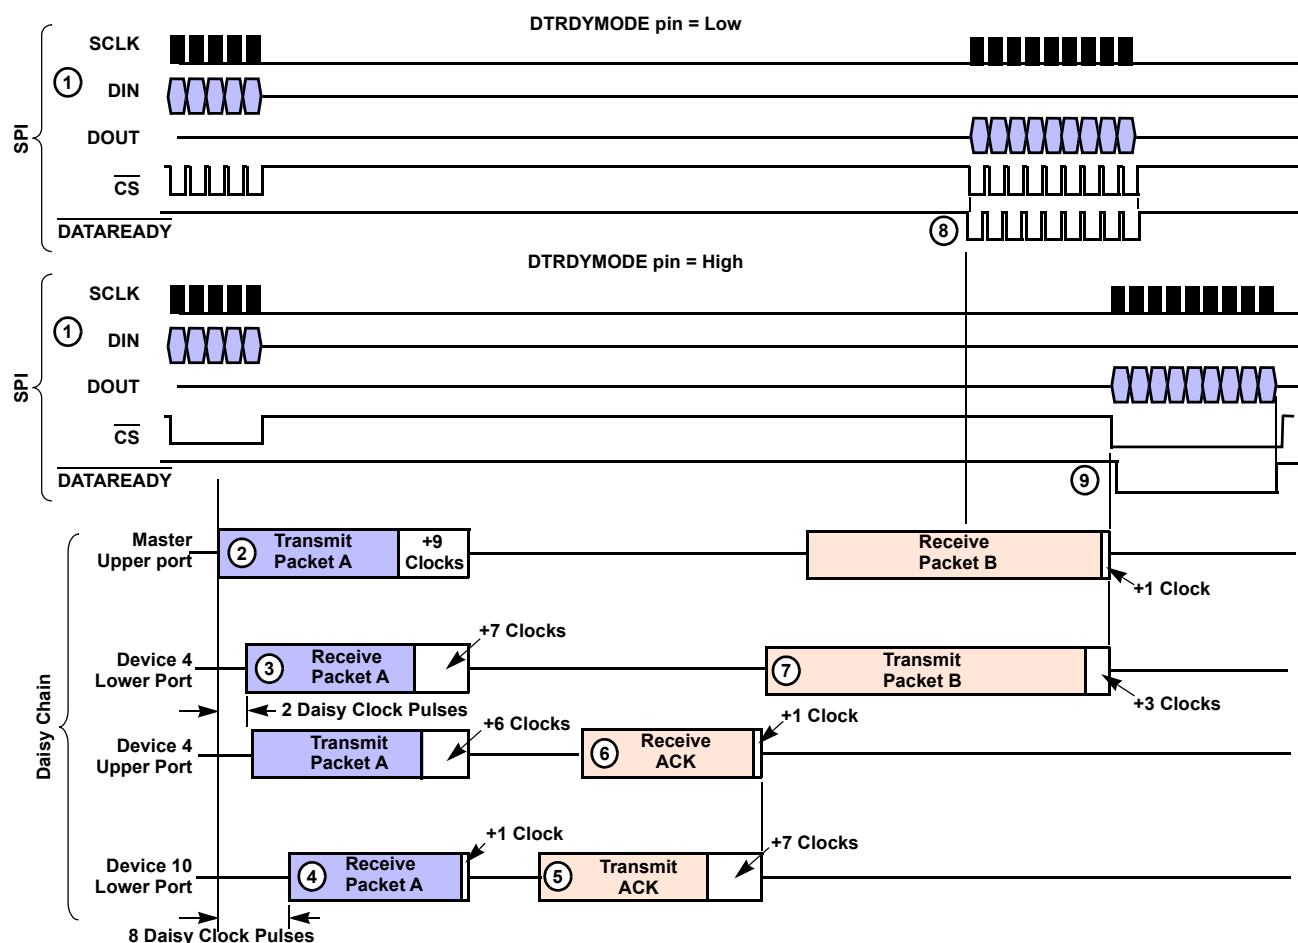 DTRDYMODE pin = Low
SCLK
1
DIN
DOUT
CS
DATAREADY
8
SPI
DTRDYMODE pin = High
SCLK
1
DIN
DOUT
CS
DATAREADY
9
SPI
Master
Upper port
2
Transmit
Packet A
+9
Clocks
Receive
Packet B
+1 Clock
Device 4
Lower Port
3
Receive
Packet A
+7 Clocks
7
Transmit
Packet B
+3 Clocks
2 Daisy Clock Pulses
Device 4
Upper Port
Transmit
Packet A
+6 Clocks
6
Receive
ACK
+1 Clock
Device 10
Lower Port
4
Receive
Packet A
+1 Clock
5
Transmit
ACK
+7 Clocks
8 Daisy Clock Pulses
Daisy Chain